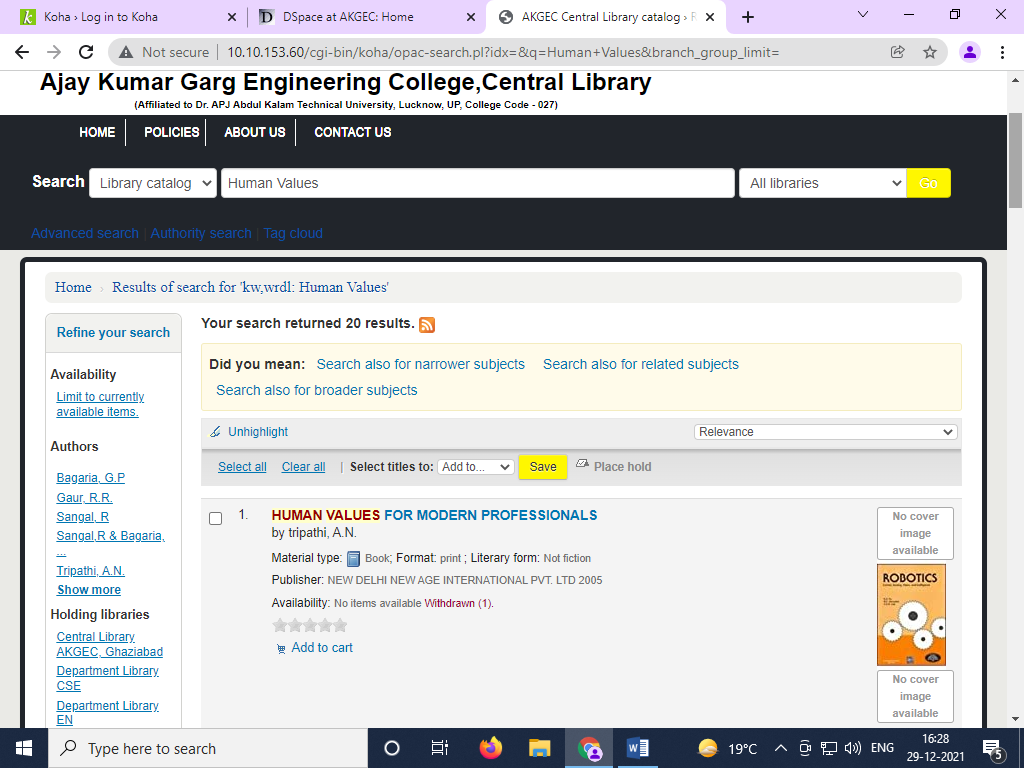 Koha › Log in to Koha
DSpace at AKGEC: Home
AKGEC Central Library catalog › R
Not secure
10.10.153.60/cgi-bin/koha/opac-search.pl?idx=&q=Human+Values&branch_group_limit=
Ajay Kumar Garg Engineering College,Central Library
(Affiliated to Dr. APJ Abdul Kalam Technical University, Lucknow, UP, College Code - 027)
HOME POLICIES ABOUT US CONTACT US
Search Library catalog Human Values All libraries Go
Advanced search | Authority search | Tag cloud
Home › Results of search for 'kw,wrdl: Human Values'
Refine your search
Availability
Limit to currently
available items.
Authors
Bagaria, G.P
Gaur, R.R.
Sangal, R
Sangal,R & Bagaria,
...
Tripathi, A.N.
Show more
Holding libraries
Central Library
AKGEC, Ghaziabad
Department Library
CSE
Department Library
EN
Your search returned 20 results.
Did you mean: Search also for narrower subjects Search also for related subjects
Search also for broader subjects
Unhighlight Relevance
Select all Clear all | Select titles to: Add to... Save Place hold
1. HUMAN VALUES FOR MODERN PROFESSIONALS
by tripathi, A.N.
Material type: Book; Format: print ; Literary form: Not fiction
Publisher: NEW DELHI NEW AGE INTERNATIONAL PVT. LTD 2005
Availability: No items available Withdrawn (1).
Add to cart
No cover
image
available
ROBOTICS
No cover
image
available
Type here to search
19°C ENG
16:28
29-12-2021
5